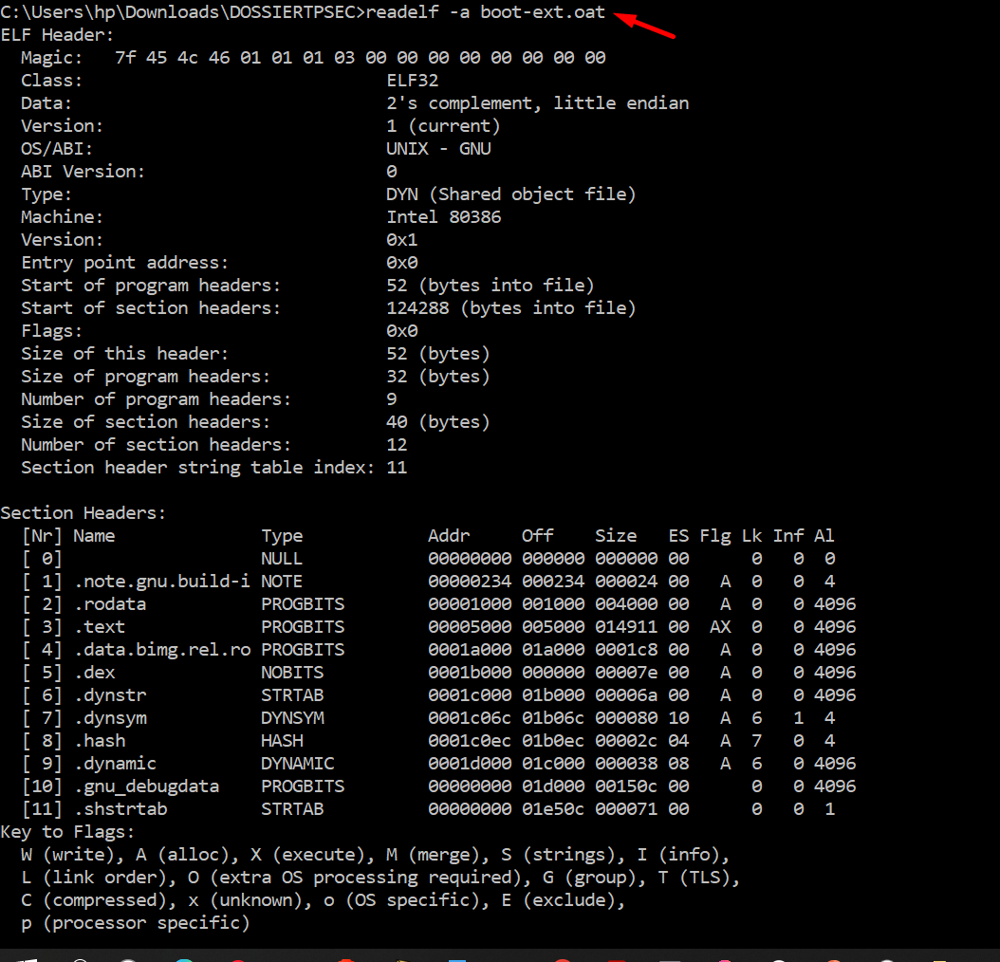 C:\Users\hp\Downloads\DOSSIERTPSEC>readelf -a boot-ext.oat
ELF Header:
  Magic:   7f 45 4c 46 01 01 01 03 00 00 00 00 00 00 00 00
  Class:                             ELF32
  Data:                              2's complement, little endian
  Version:                           1 (current)
  OS/ABI:                            UNIX - GNU
  ABI Version:                       0
  Type:                              DYN (Shared object file)
  Machine:                           Intel 80386
  Version:                           0x1
  Entry point address:               0x0
  Start of program headers:          52 (bytes into file)
  Start of section headers:          124288 (bytes into file)
  Flags:                             0x0
  Size of this header:               52 (bytes)
  Size of program headers:           32 (bytes)
  Number of program headers:         9
  Size of section headers:           40 (bytes)
  Number of section headers:         12
  Section header string table index: 11

Section Headers:
  [Nr] Name              Type            Addr     Off    Size   ES Flg Lk Inf Al
  [ 0]                   NULL            00000000 000000 000000 00      0   0  0
  [ 1] .note.gnu.build-i NOTE            00000234 000234 000024 00   A  0   0  4
  [ 2] .rodata           PROGBITS        00001000 001000 004000 00   A  0   0 4096
  [ 3] .text             PROGBITS        00005000 005000 014911 00  AX  0   0 4096
  [ 4] .data.bimg.rel.ro PROGBITS        0001a000 01a000 0001c8 00   A  0   0 4096
  [ 5] .dex              NOBITS          0001b000 000000 00007e 00   A  0   0 4096
  [ 6] .dynstr           STRTAB          0001c000 01b000 00006a 00   A  0   0 4096
  [ 7] .dynsym           DYNSYM          0001c06c 01b06c 000080 10   A  6   1  4
  [ 8] .hash             HASH            0001c0ec 01b0ec 00002c 04   A  7   0  4
  [ 9] .dynamic          DYNAMIC         0001d000 01c000 000038 08   A  6   0 4096
  [10] .gnu_debugdata    PROGBITS        00000000 01d000 00150c 00      0   0 4096
  [11] .shstrtab         STRTAB          00000000 01e50c 000071 00      0   0  1
Key to Flags:
  W (write), A (alloc), X (execute), M (merge), S (strings), I (info),
  L (link order), O (extra OS processing required), G (group), T (TLS),
  C (compressed), x (unknown), o (OS specific), E (exclude),
  p (processor specific)